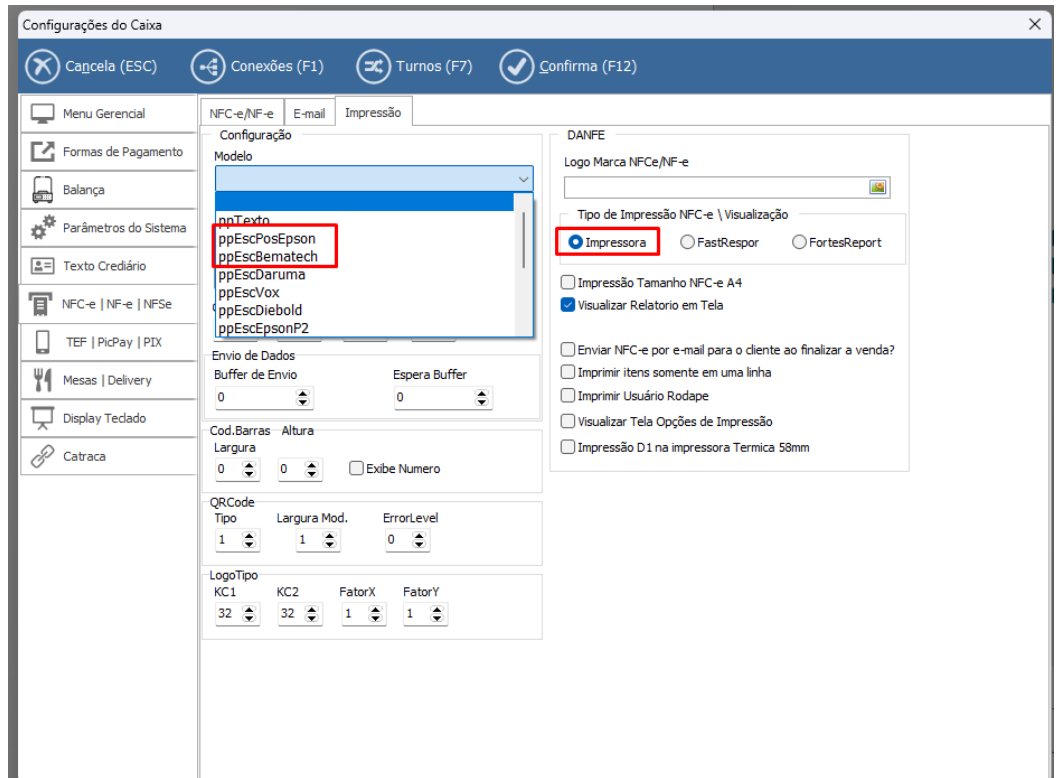 Configurações do Caixa
Cancela (ESC)
Conexões (F1)
Turnos (F7)
Confirma (F12)
Menu Gerencial
Formas de Pagamento
Balança
Parâmetros do Sistema
Texto Crediário
NFC-e | NF-e | NFSe
TEF | PicPay | PIX
Mesas | Delivery
Display Teclado
Catraca
NFC-e/NF-e
E-mail
Impressão
Configuração
Modelo
ppTexto
ppEscPosEpson
ppEscBematech
ppEscDaruma
ppEscVox
ppEscDiebold
ppEscEpsonP2
Envio de Dados
Buffer de Envio Espera Buffer
0 0
Cod.Barras Altura
Largura
0 0 Exibe Numero
QRCode
Tipo Largura Mod. ErrorLevel
1 1 0
LogoTipo
KC1 KC2 FatorX FatorY
32 32 1 1
DANFE
Logo Marca NFCe/NF-e
Tipo de Impressão NFC-e \ Visualização
Impressora FastRespor FortesReport
Impressão Tamanho NFC-e A4
Visualizar Relatorio em Tela
Enviar NFC-e por e-mail para o cliente ao finalizar a venda?
Imprimir itens somente em uma linha
Imprimir Usuário Rodape
Visualizar Tela Opções de Impressão
Impressão D1 na impressora Termica 58mm